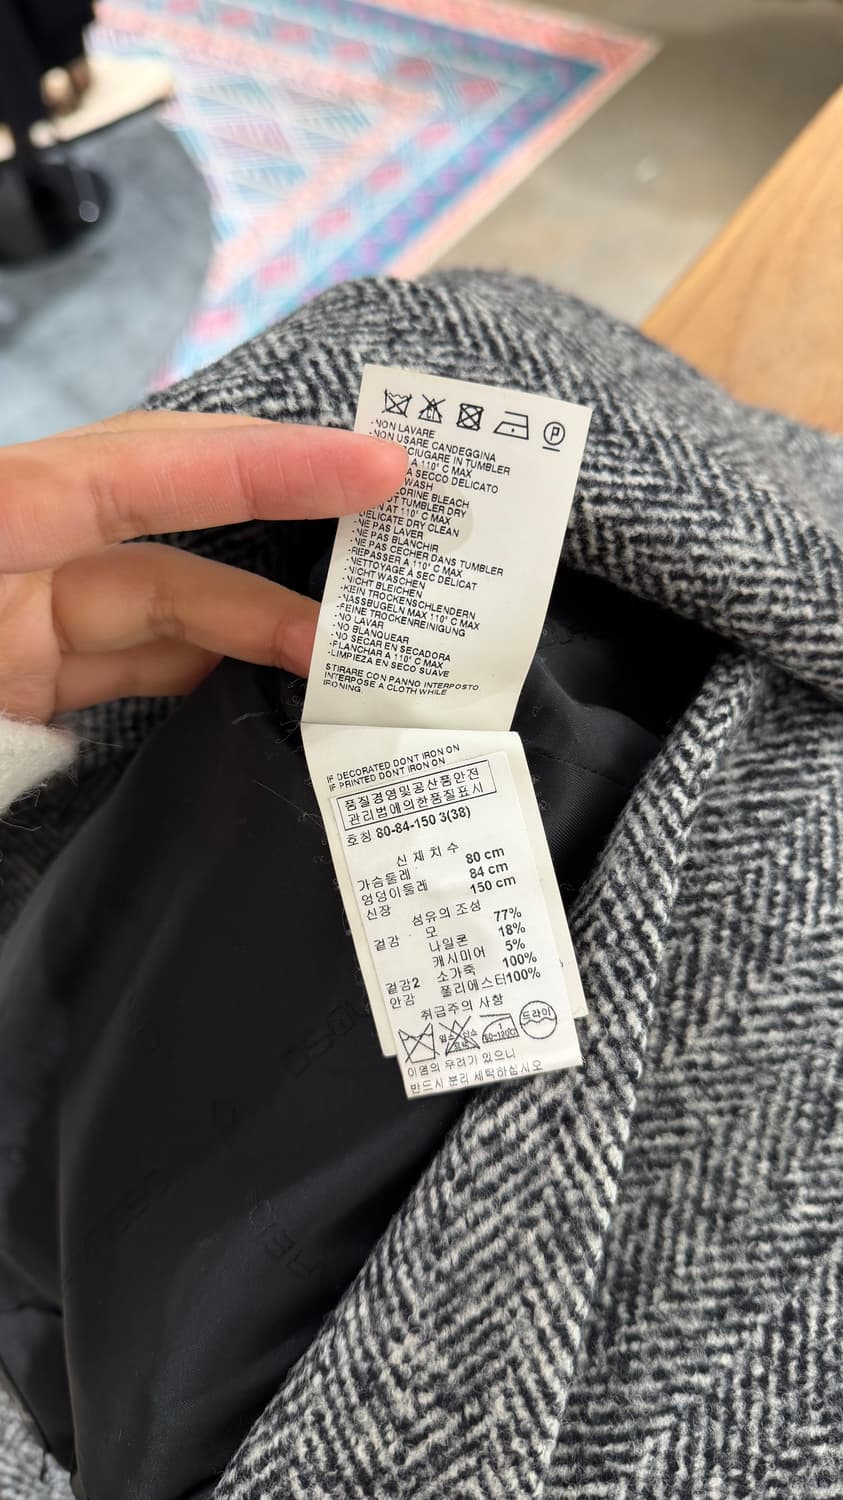 P
-NON LAVARE
-NON USARE CANDEGGINA
SCIUGARE IN TUMBLER
A 110° C MAX
A SECCO DELICATO
WASH
LORINE BLEACH
TUMBLER DRY
AT 110° C MAX
DELICATE DRY CLEAN
-NE PAS LAVER
-NE PAS BLANCHIR
-NE PAS CECHER DANS TUMBLER
-REPASSER A 110° C MAX
-NETTOYAGE A SEC DELICAT
-NICHT WASCHEN
-NICHT BLEICHEN
-KEIN TROCKENSCHLENDERN
-NASSBUGELN MAX 110° C MAX
-FEINE TROCKENREINIGUNG
-NO LAVAR
-NO BLANQUEAR
-NO SECAR EN SECADORA
-PLANCHAR A 110° C MAX
-LIMPIEZA EN SECO SUAVE
STIRARE CON PANNO INTERPOSTO
INTERPOSE A CLOTH WHILE
IRONING
IF DECORATED DONT IRON ON
IF PRINTED DONT IRON ON
품질경영및공산품안전
관리법에의한품질표시
호칭 80-84-150 3(38)
신체치수
가슴둘레 80 cm
엉덩이둘레 84 cm
신장 150 cm
섬유의 조성
겉감 모 77%
나일론 18%
캐시미어 5%
겉감2 소가죽 100%
안감 폴리에스터100%
취급주의 사항
드라이
이염의 우려가 있으니
반드시 분리 세탁하십시오